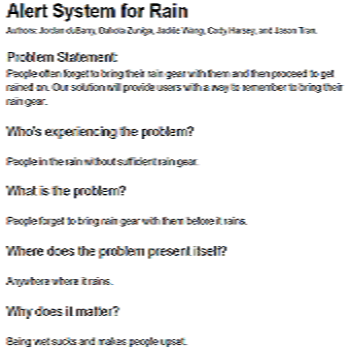 Alert System for Rain
Authors: Jordan duBarry, Dakota Zuniga, Jackie Wang, Cody Harsey, and Jason Tran.
Problem Statement:
People often forget to bring their rain gear with them and then proceed to get
rained on. Our solution will provide users with a way to remember to bring their
rain gear.
Who's experiencing the problem?
People in the rain without sufficient rain gear.
What is the problem?
People forget to bring rain gear with them before it rains.
Where does the problem present itself?
Anywhere where it rains.
Why does it matter?
Being wet sucks and makes people upset.